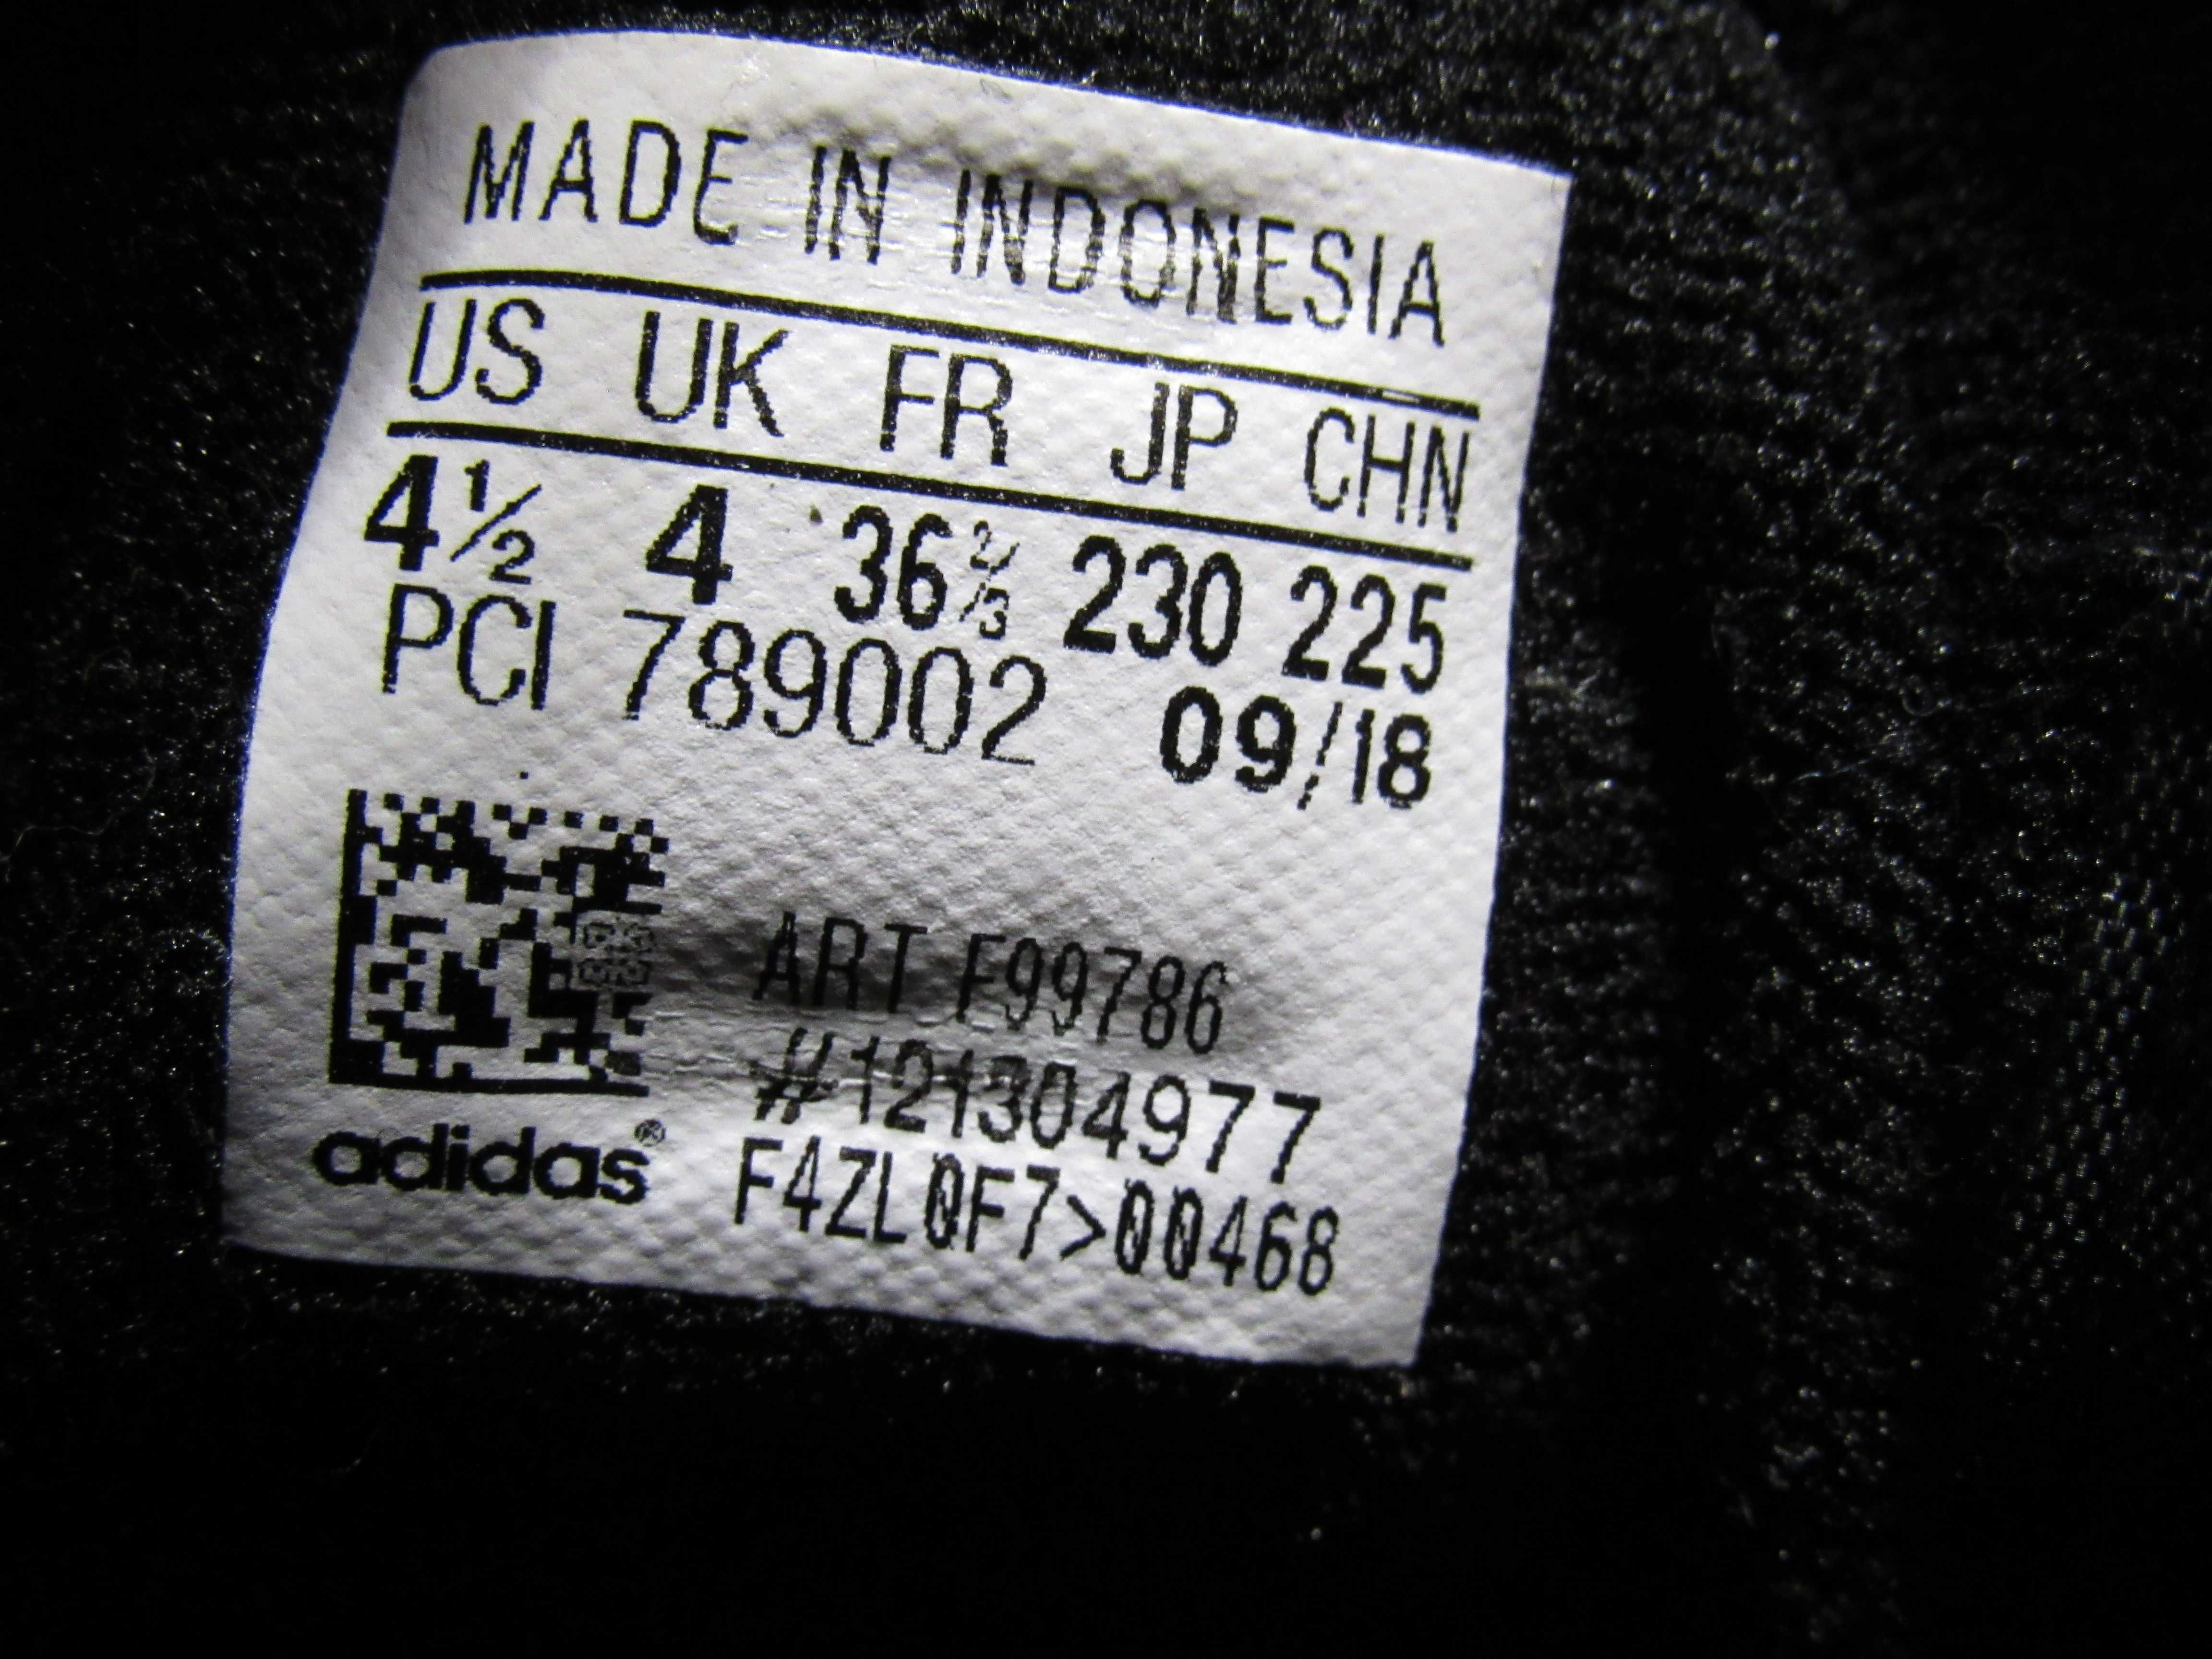 MADE IN INDONESIA
US UK FR JP CHN
4½ 4 36⅔ 230 225
PCI 789002 09/18
ART F99786
#121304977
adidas® F4ZL0F7>00468